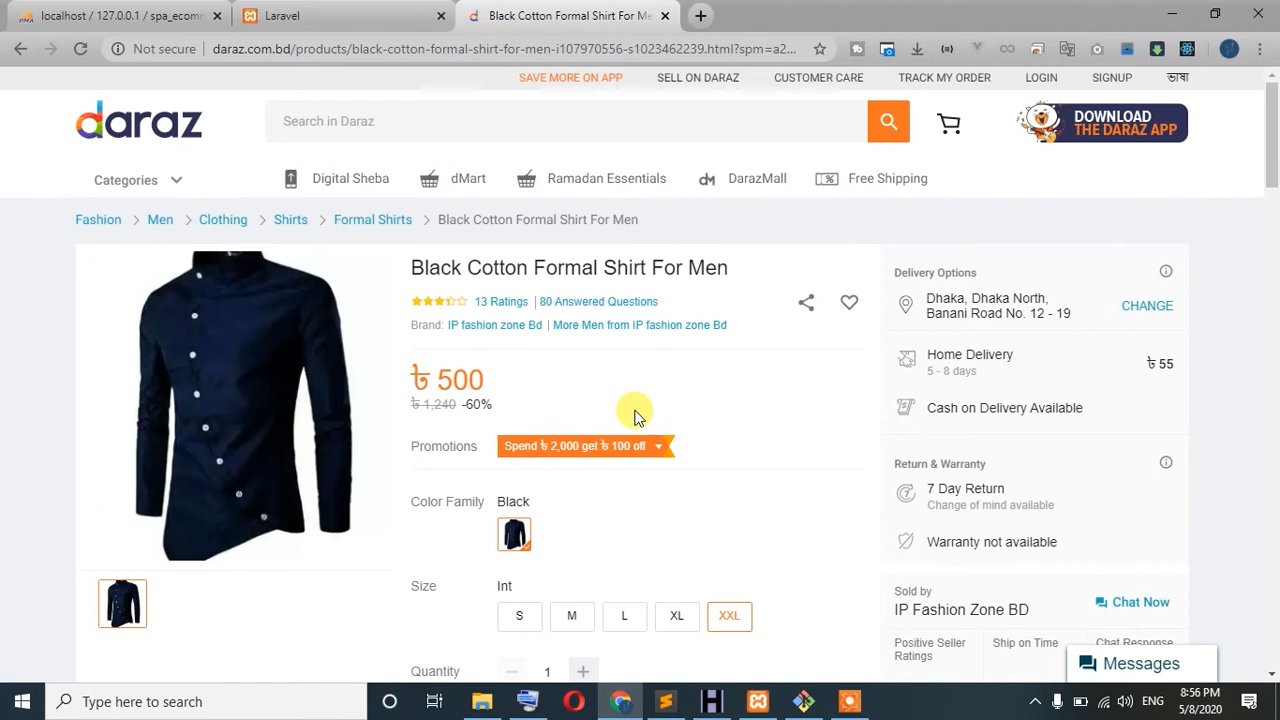 localhost / 127.0.0.1 / spa_ecomm
Laravel
Black Cotton Formal Shirt For Me
Not secure
daraz.com.bd/products/black-cotton-formal-shirt-for-men-i107970556-s1023462239.html?spm=a2...
SAVE MORE ON APP
SELL ON DARAZ
CUSTOMER CARE
TRACK MY ORDER
LOGIN
SIGNUP
ভাষা
daraz
Search in Daraz
DOWNLOAD
THE DARAZ APP
Categories
Digital Sheba
dMart
Ramadan Essentials
DarazMall
Free Shipping
Fashion > Men > Clothing > Shirts > Formal Shirts > Black Cotton Formal Shirt For Men
Black Cotton Formal Shirt For Men
13 Ratings | 80 Answered Questions
Brand: IP fashion zone Bd | More Men from IP fashion zone Bd
৳ 500
৳ 1,240 -60%
Promotions
Spend ৳ 2,000 get ৳ 100 off
Color Family Black
Size Int
S
M
L
XL
XXL
Quantity
1
Delivery Options
Dhaka, Dhaka North,
Banani Road No. 12 - 19
CHANGE
Home Delivery
5 - 8 days
৳ 55
Cash on Delivery Available
Return & Warranty
7 Day Return
Change of mind available
Warranty not available
Sold by
IP Fashion Zone BD
Chat Now
Positive Seller
Ratings
Ship on Time
Chat Response
Messages
Type here to search
ENG
8:56 PM
5/8/2020